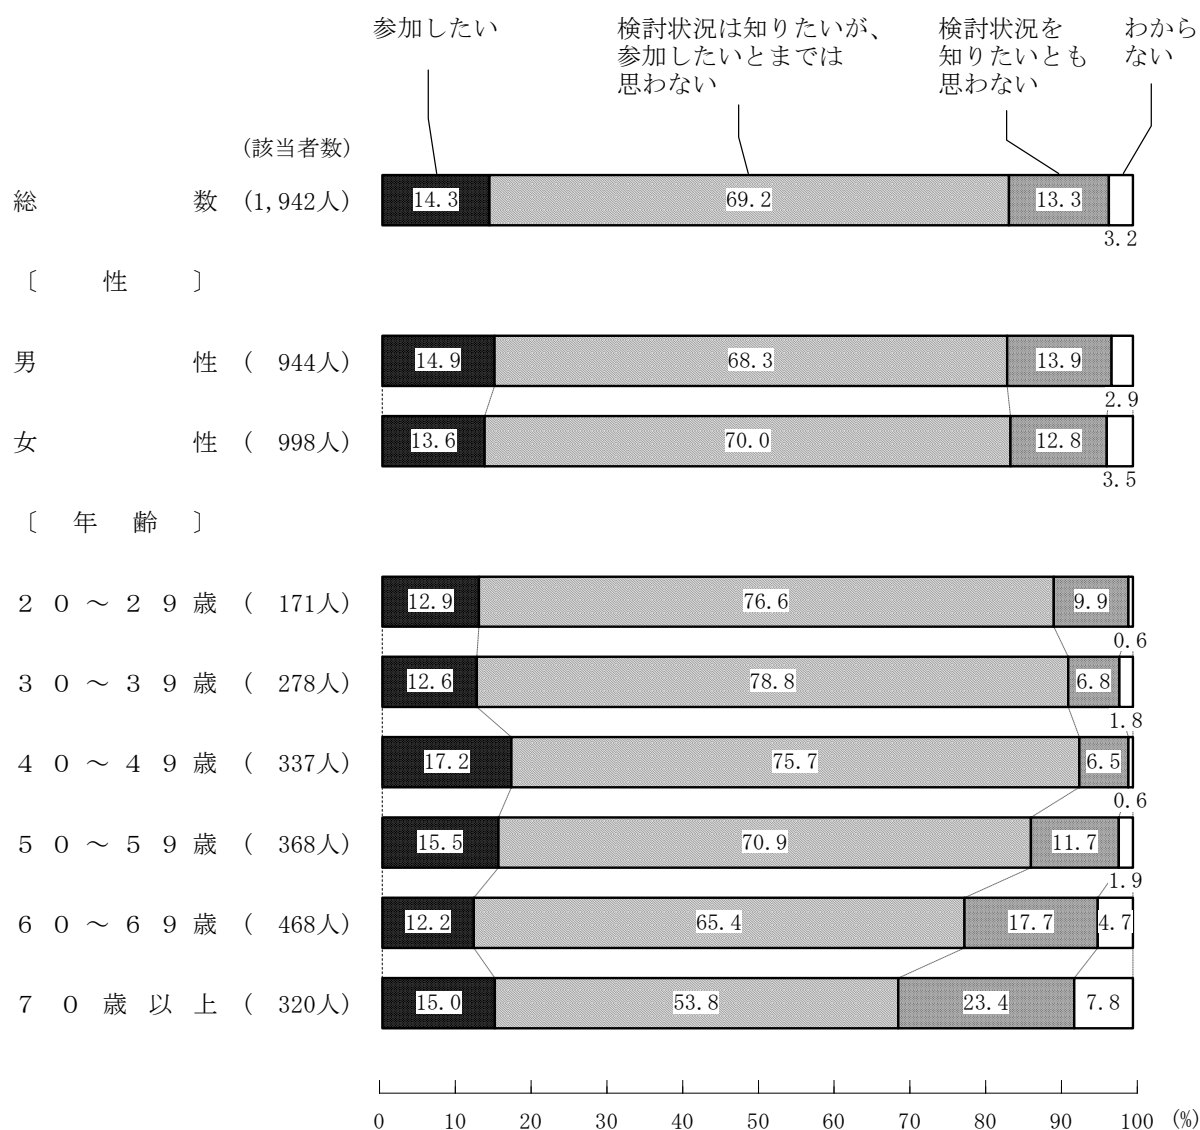 参加したい
検討状況は知りたいが、
参加したいとまでは
思わない
検討状況を
知りたいとも
思わない
わから
ない
(該当者数)
総　　　　　数 (1,942人) 14.3 69.2 13.3
3.2
〔　　性　　〕
男　　　　　性 (　944人) 14.9 68.3 13.9
2.9
女　　　　　性 (　998人) 13.6 70.0 12.8
3.5
〔　年　齢　〕
２０～２９歳 (　171人) 12.9 76.6 9.9
0.6
３０～３９歳 (　278人) 12.6 78.8 6.8
1.8
４０～４９歳 (　337人) 17.2 75.7 6.5
0.6
５０～５９歳 (　368人) 15.5 70.9 11.7
1.9
６０～６９歳 (　468人) 12.2 65.4 17.7 4.7
７０歳以上 (　320人) 15.0 53.8 23.4 7.8
0 10 20 30 40 50 60 70 80 90 100 (%)